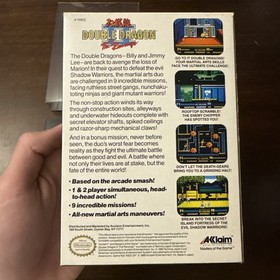 DOUBLE DRAGON
The Double Dragons–Billy and Jimmy
Lee–are back to avenge the loss of
Marion! In their quest to defeat the evil
Shadow Warriors, the martial arts duo
are challenged in 9 incredible missions,
facing ruthless street gangs, nunchaku-
toting ninjas and giant mutant warriors!
The non-stop action winds its way
through construction sites, alleyways
and underwater hideouts complete with
secret elevator shafts, spiked ceilings
and razor-sharp mechanical claws!
And in a bonus mission, never before
seen, the duo's worst fear becomes
reality as they fight the ultimate battle
between good and evil. A battle where
not only their lives are at stake, but the
fate of the entire world!
• Based on the arcade smash!
• 1 & 2 player simultaneous, head-
to-head action!
• 9 incredible missions!
• All-new martial arts maneuvers!
GO TO IT DOUBLE DRAGONS!
YOUR MARTIAL ARTS SKILLS
FACE THE ULTIMATE CHALLENGE!
ROOFTOP SCRAMBLE!
THE ENEMY CHOPPER
HAS SPOTTED YOU!
DON'T LET THE DEATH-GEARS
BRING YOU TO A GRINDING HALT!
BREAK INTO THE SECRET
ISLAND FORTRESS OF THE
EVIL SHADOW WARRIORS!
AKlaim